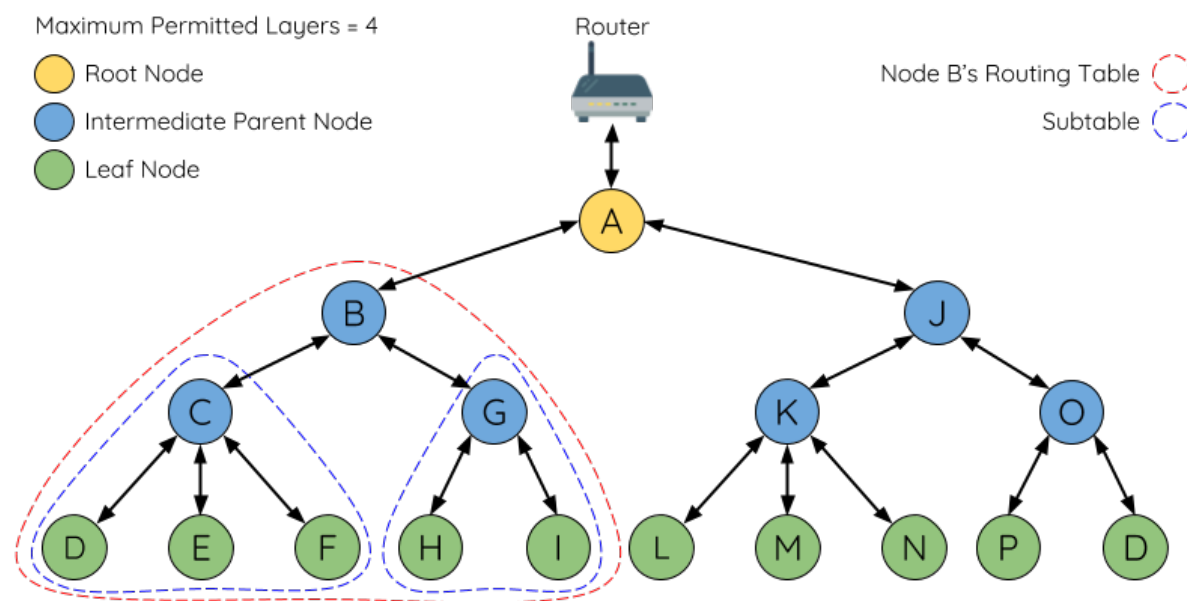 Maximum Permitted Layers = 4
Router
Root Node
Node B's Routing Table
Intermediate Parent Node
Subtable
Leaf Node
A
B
J
C
G
K
O
D
E
F
H
I
L
M
N
P
D